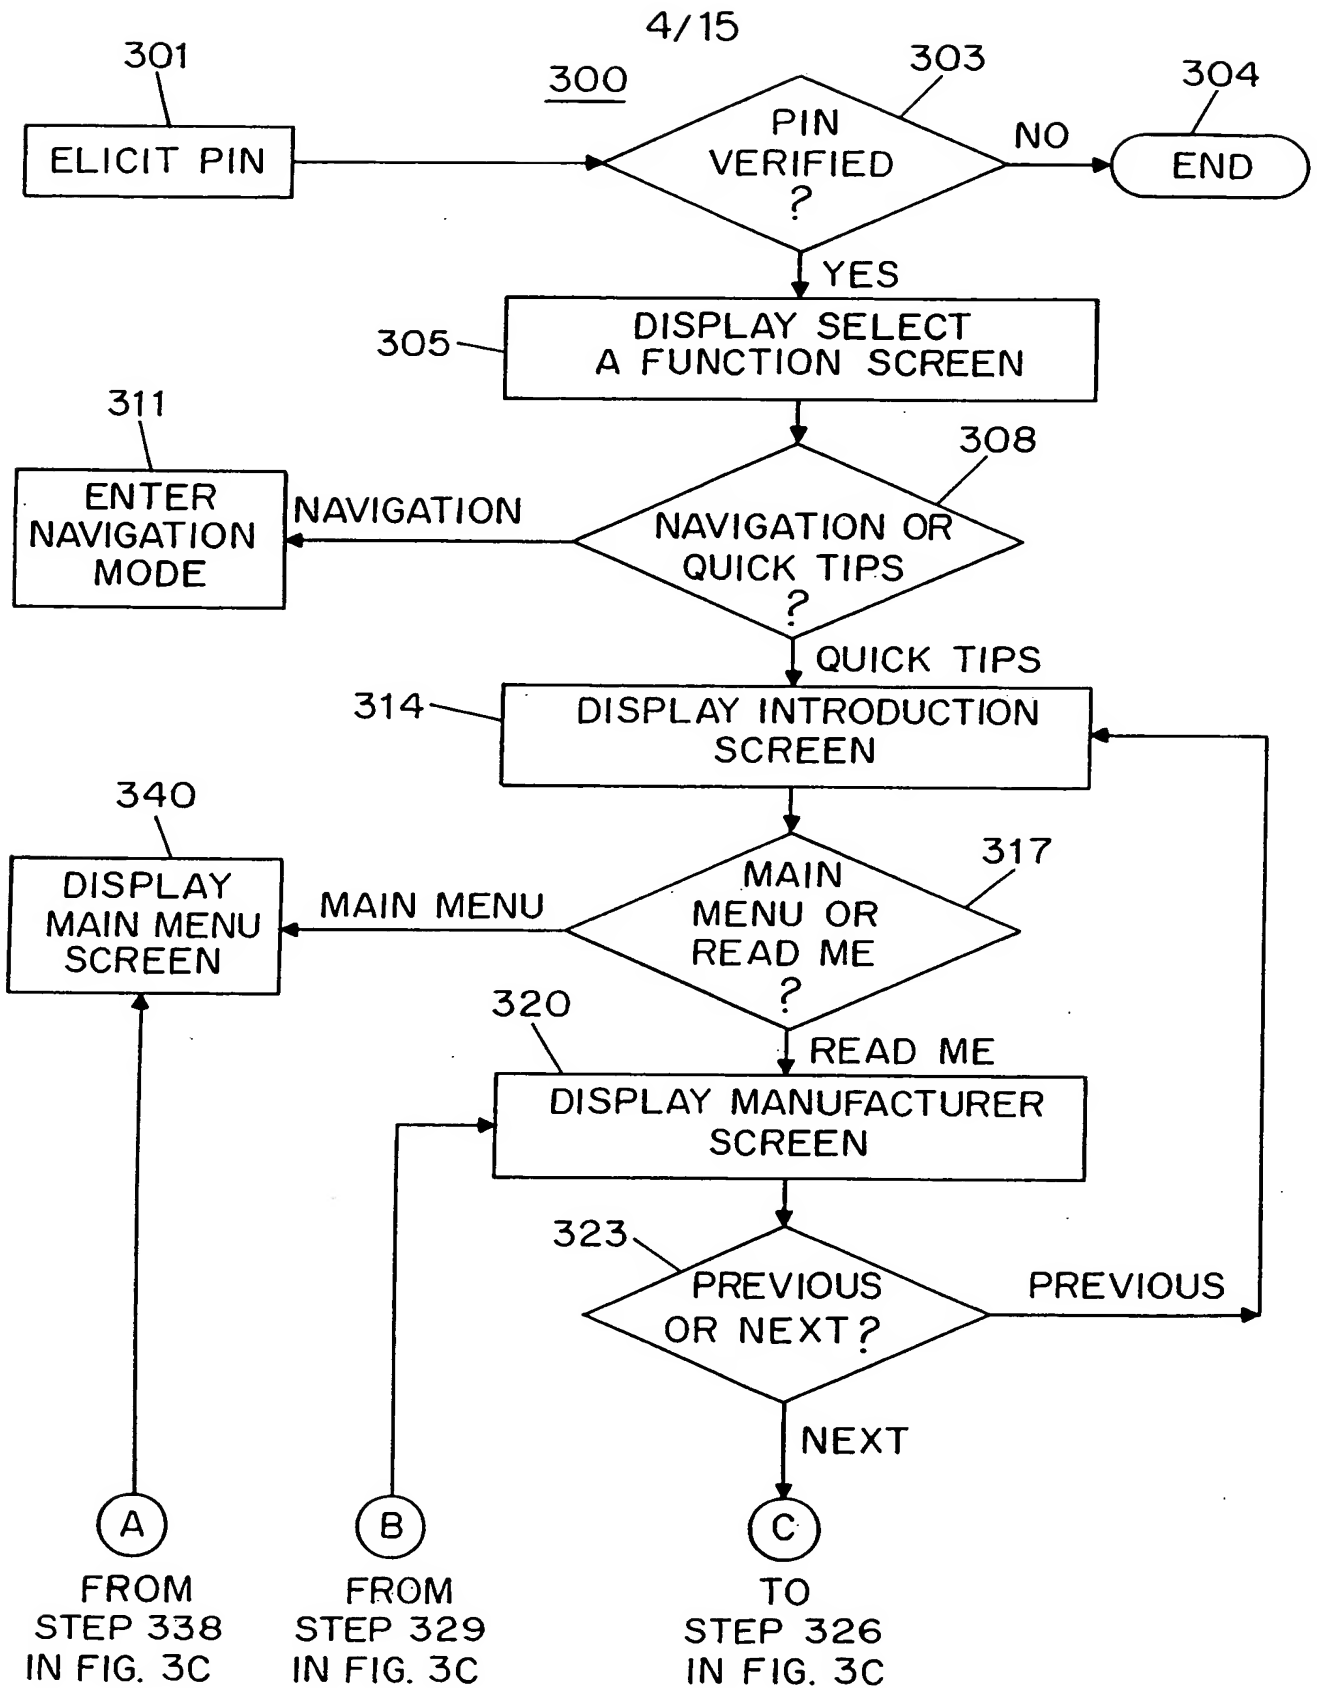 4/15
301
300
303
304
ELICIT PIN
PIN
VERIFIED
?
NO
END
YES
305
DISPLAY SELECT
A FUNCTION SCREEN
311
308
ENTER
NAVIGATION
MODE
NAVIGATION
NAVIGATION OR
QUICK TIPS
?
QUICK TIPS
314
DISPLAY INTRODUCTION
SCREEN
340
317
DISPLAY
MAIN MENU
SCREEN
MAIN MENU
MAIN
MENU OR
READ ME
?
320
READ ME
DISPLAY MANUFACTURER
SCREEN
323
PREVIOUS
OR NEXT?
PREVIOUS
NEXT
A
B
C
FROM
STEP 338
IN FIG. 3C
FROM
STEP 329
IN FIG. 3C
TO
STEP 326
IN FIG. 3C